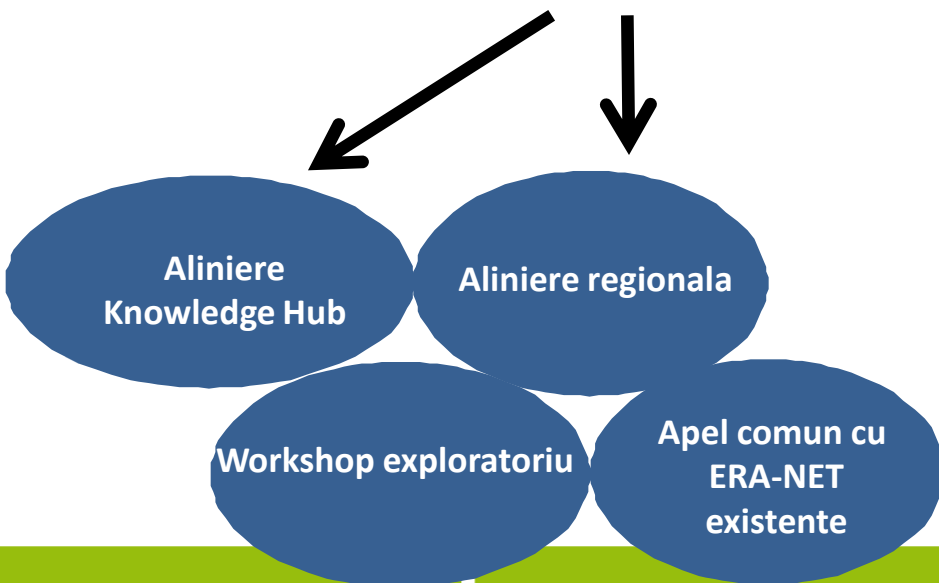 Aliniere
Knowledge Hub
Aliniere regionala
Workshop exploratoriu
Apel comun cu
ERA-NET
existente